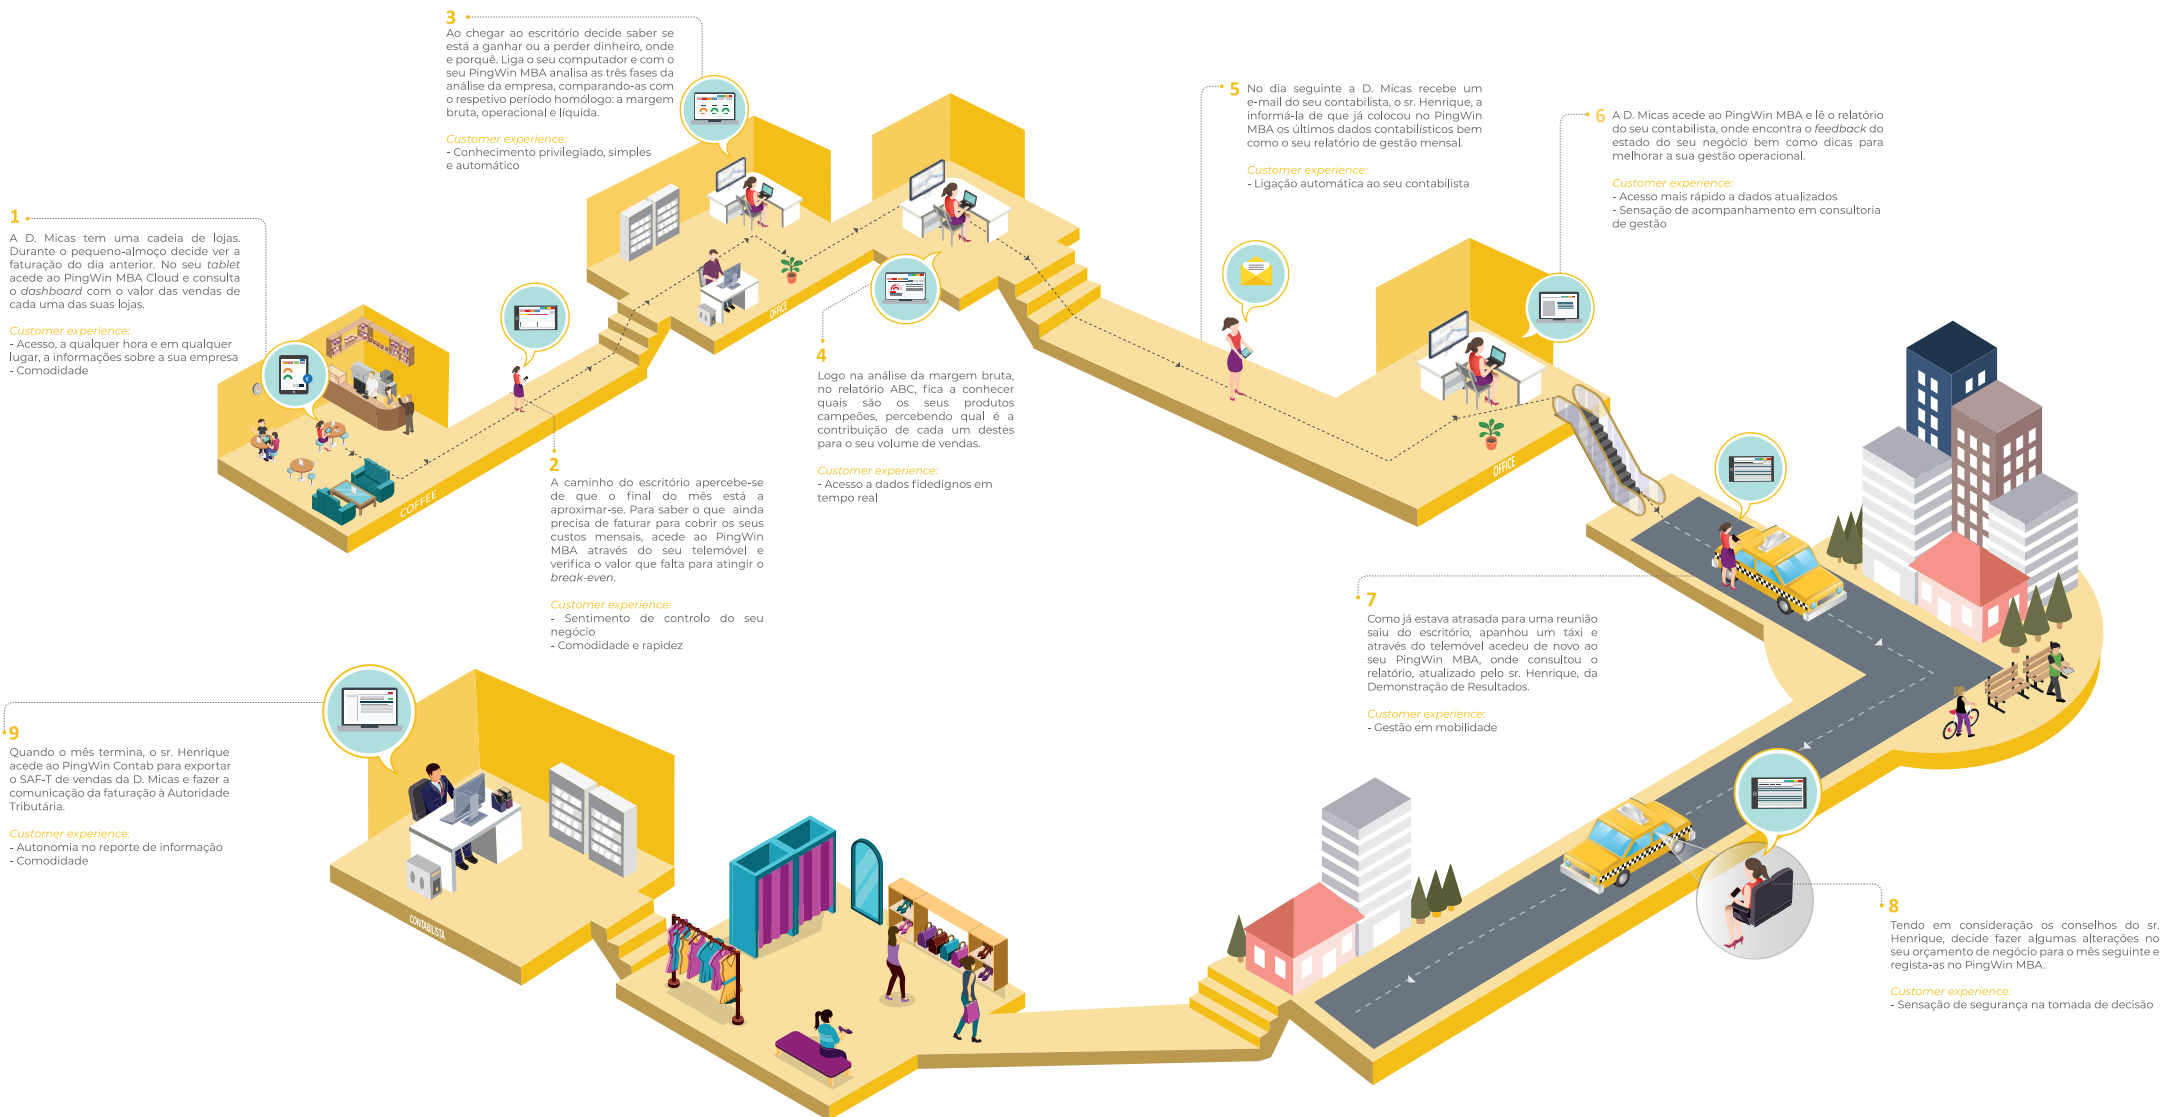 1
A D. Micas tem uma cadeia de lojas.
Durante o pequeno-almoço decide ver a
faturação do dia anterior. No seu tablet
acede ao PingWin MBA Cloud e consulta
o dashboard com o valor das vendas de
cada uma das suas lojas.
Customer experience:
- Acesso, a qualquer hora e em qualquer
lugar, a informações sobre a sua empresa
- Comodidade
COFFEE
2
A caminho do escritório apercebe-se
de que o final do mês está a
aproximar-se. Para saber o que ainda
precisa de faturar para cobrir os seus
custos mensais, acede ao PingWin
MBA através do seu telemóvel e
verifica o valor que falta para atingir o
break-even.
Customer experience:
- Sentimento de controlo do seu
negócio
- Comodidade e rapidez
3
Ao chegar ao escritório decide saber se
está a ganhar ou a perder dinheiro, onde
e porquê. Liga o seu computador e com o
seu PingWin MBA analisa as três fases da
análise da empresa, comparando-as com
o respetivo período homólogo: a margem
bruta, operacional e líquida.
Customer experience:
- Conhecimento privilegiado, simples
e automático
OFFICE
4
Logo na análise da margem bruta,
no relatório ABC, fica a conhecer
quais são os seus produtos
campeões, percebendo qual é a
contribuição de cada um destes
para o seu volume de vendas.
Customer experience:
- Acesso a dados fidedignos em
tempo real
5
No dia seguinte a D. Micas recebe um
e-mail do seu contabilista, o sr. Henrique, a
informá-la de que já colocou no PingWin
MBA os últimos dados contabilísticos bem
como o seu relatório de gestão mensal.
Customer experience:
- Ligação automática ao seu contabilista
6
A D. Micas acede ao PingWin MBA e lê o relatório
do seu contabilista, onde encontra o feedback do
estado do seu negócio bem como dicas para
melhorar a sua gestão operacional.
Customer experience:
- Acesso mais rápido a dados atualizados
- Sensação de acompanhamento em consultoria
de gestão
OFFICE
7
Como já estava atrasada para uma reunião
saiu do escritório, apanhou um táxi e
através do telemóvel acedeu de novo ao
seu PingWin MBA, onde consultou o
relatório, atualizado pelo sr. Henrique, da
Demonstração de Resultados.
Customer experience:
- Gestão em mobilidade
8
Tendo em consideração os conselhos do sr.
Henrique, decide fazer algumas alterações no
seu orçamento de negócio para o mês seguinte e
regista-as no PingWin MBA.
Customer experience:
- Sensação de segurança na tomada de decisão
9
Quando o mês termina, o sr. Henrique
acede ao PingWin Contab para exportar
o SAF-T de vendas da D. Micas e fazer a
comunicação da faturação à Autoridade
Tributária.
Customer experience:
- Autonomia no reporte de informação
- Comodidade
CONTABILISTA